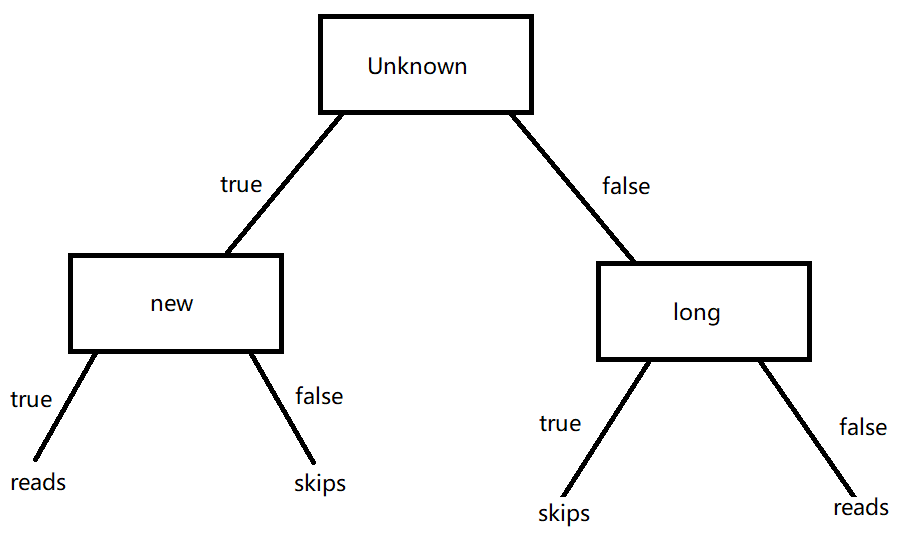 Unknown
true
false
new
long
true
false
true
false
reads
skips
skips
reads